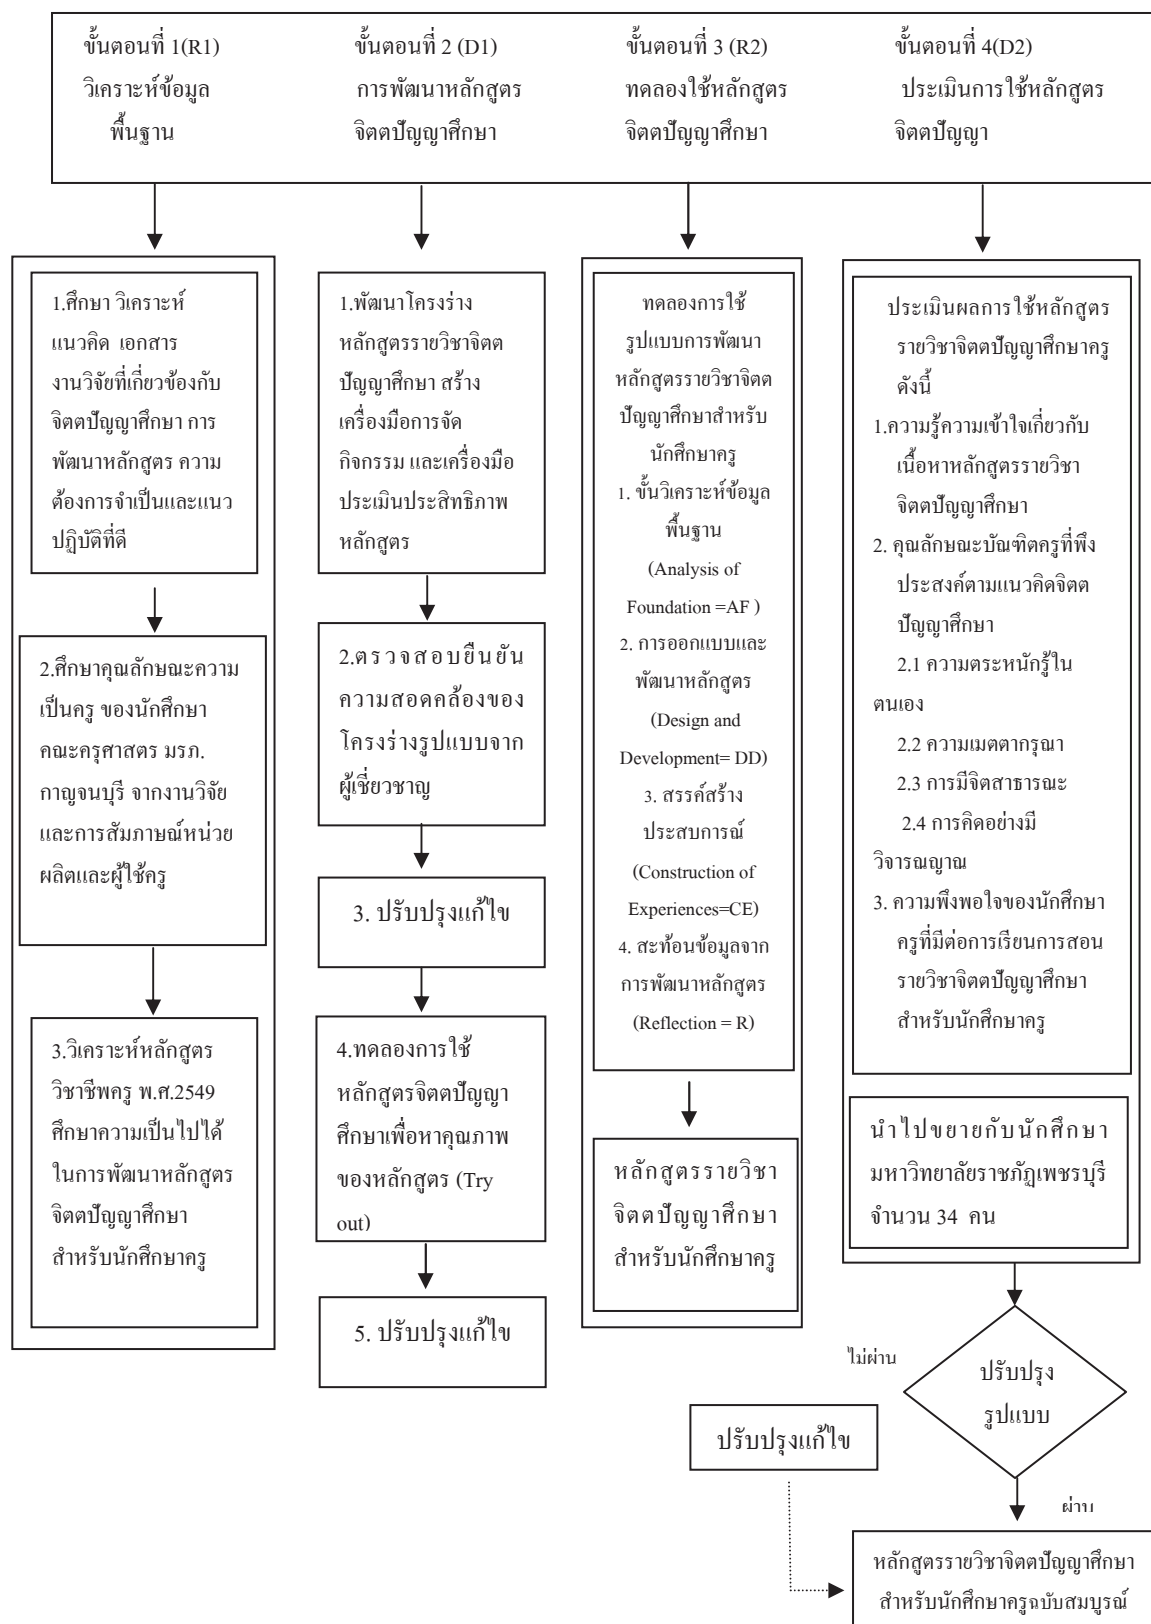 ขั้นตอนที่ 1(R1)
วิเคราะห์ข้อมูล
พื้นฐาน
ขั้นตอนที่ 2 (D1)
การพัฒนาหลักสูตร
จิตตปัญญาศึกษา
ขั้นตอนที่ 3 (R2)
ทดลองใช้หลักสูตร
จิตตปัญญาศึกษา
ขั้นตอนที่ 4(D2)
ประเมินการใช้หลักสูตร
จิตตปัญญา
1.ศึกษา วิเคราะห์
แนวคิด เอกสาร
งานวิจัยที่เกี่ยวข้องกับ
จิตตปัญญาศึกษา การ
พัฒนาหลักสูตร ความ
ต้องการจำเป็นและแนว
ปฏิบัติที่ดี
2.ศึกษาคุณลักษณะความ
เป็นครู ของนักศึกษา
คณะครุศาสตร มรภ.
กาญจนบุรี จากงานวิจัย
และการสัมภาษณ์หน่วย
ผลิตและผู้ใช้ครู
3.วิเคราะห์หลักสูตร
วิชาชีพครู พ.ศ.2549
ศึกษาความเป็นไปได้
ในการพัฒนาหลักสูตร
จิตตปัญญาศึกษา
สำหรับนักศึกษาครู
1.พัฒนาโครงร่าง
หลักสูตรรายวิชาจิตต
ปัญญาศึกษา สร้าง
เครื่องมือการจัด
กิจกรรม และเครื่องมือ
ประเมินประสิทธิภาพ
หลักสูตร
2.ตรวจสอบยืนยัน
ความสอดคล้องของ
โครงร่างรูปแบบจาก
ผู้เชี่ยวชาญ
3. ปรับปรุงแก้ไข
4.ทดลองการใช้
หลักสูตรจิตตปัญญา
ศึกษาเพื่อหาคุณภาพ
ของหลักสูตร (Try
out)
5. ปรับปรุงแก้ไข
ทดลองการใช้
รูปแบบการพัฒนา
หลักสูตรรายวิชาจิตต
ปัญญาศึกษาสำหรับ
นักศึกษาครู
1. ขั้นวิเคราะห์ข้อมูล
พื้นฐาน
(Analysis of
Foundation =AF )
2. การออกแบบและ
พัฒนาหลักสูตร
(Design and
Development= DD)
3. สรรค์สร้าง
ประสบการณ์
(Construction of
Experiences=CE)
4. สะท้อนข้อมูลจาก
การพัฒนาหลักสูตร
(Reflection = R)
หลักสูตรรายวิชา
จิตตปัญญาศึกษา
สำหรับนักศึกษาครู
ประเมินผลการใช้หลักสูตร
รายวิชาจิตตปัญญาศึกษาครู
ดังนี้
1.ความรู้ความเข้าใจเกี่ยวกับ
เนื้อหาหลักสูตรรายวิชา
จิตตปัญญาศึกษา
2. คุณลักษณะบัณฑิตครูที่พึง
ประสงค์ตามแนวคิดจิตต
ปัญญาศึกษา
2.1 ความตระหนักรู้ใน
ตนเอง
2.2 ความเมตตากรุณา
2.3 การมีจิตสาธารณะ
2.4 การคิดอย่างมี
วิจารณญาณ
3. ความพึงพอใจของนักศึกษา
ครูที่มีต่อการเรียนการสอน
รายวิชาจิตตปัญญาศึกษา
สำหรับนักศึกษาครู
นำไปขยายกับนักศึกษา
มหาวิทยาลัยราชภัฏเพชรบุรี
จำนวน 34 คน
ไม่ผ่าน
ปรับปรุง
รูปแบบ
ปรับปรุงแก้ไข
ผ่าน
หลักสูตรรายวิชาจิตตปัญญาศึกษา
สำหรับนักศึกษาครูฉบับสมบูรณ์